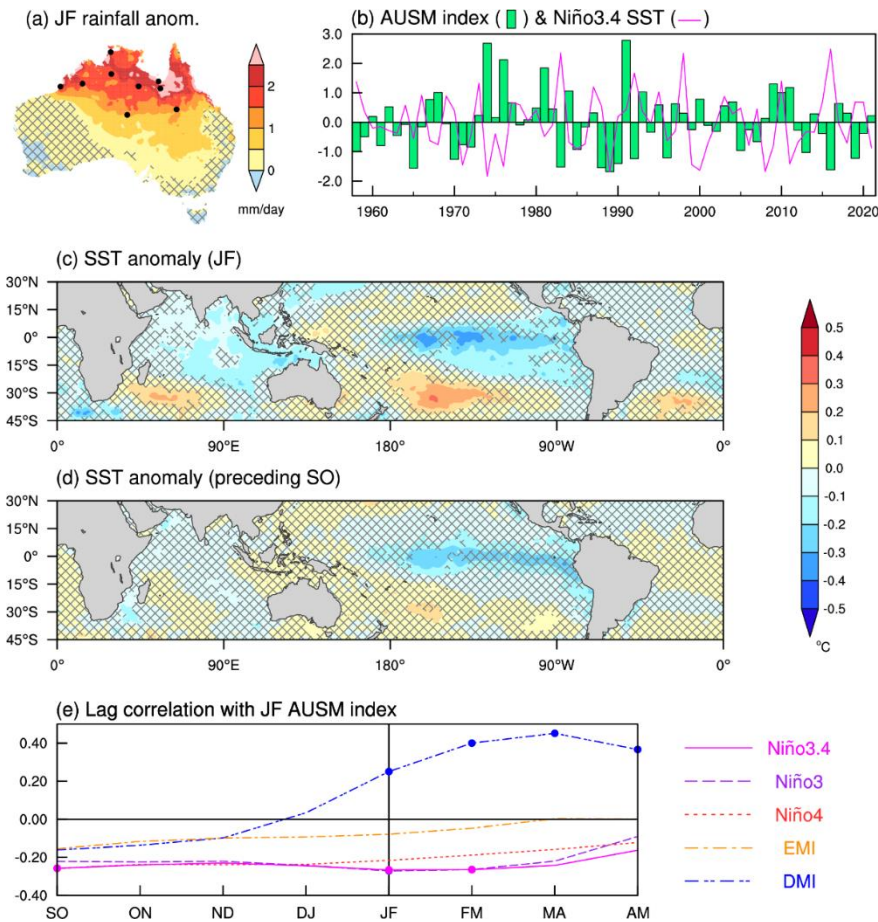 (a) JF rainfall anom.
2
1
0
mm/day
(b) AUSM index ( ) & Niño3.4 SST ( )
3.0
2.0
1.0
0.0
-1.0
-2.0
1960 1970 1980 1990 2000 2010 2020
(c) SST anomaly (JF)
30°N
15°N
0°
15°S
30°S
45°S
0° 90°E 180° 90°W 0°
(d) SST anomaly (preceding SO)
30°N
15°N
0°
15°S
30°S
45°S
0° 90°E 180° 90°W 0°
0.5
0.4
0.3
0.2
0.1
0.0
-0.1
-0.2
-0.3
-0.4
-0.5
°C
(e) Lag correlation with JF AUSM index
0.40
0.20
0.00
-0.20
-0.40
SO ON ND DJ JF FM MA AM
Niño3.4
Niño3
Niño4
EMI
DMI